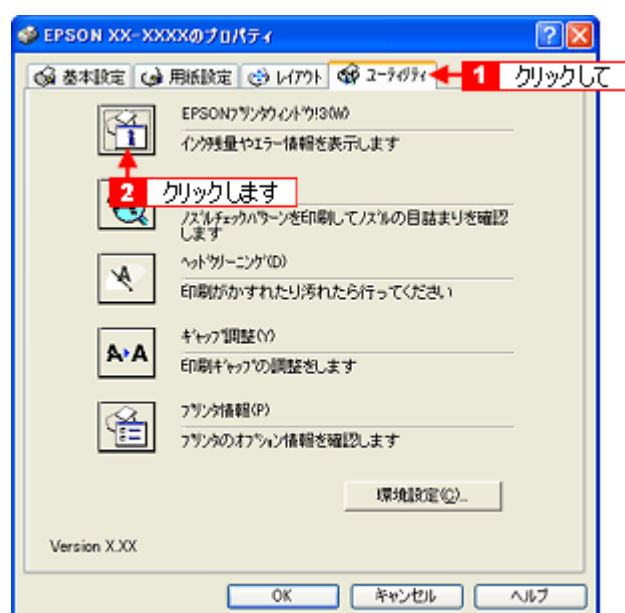 EPSON XX-XXXXのプロパティ
基本設定 用紙設定 レイアウト ユーティリティ 1 クリックして
EPSONプリンタウィンドウ!3(W)
インク残量やエラー情報を表示します
2 クリックします
ノズルチェックパターンを印刷してノズルの目詰まりを確認
します
ヘッドクリーニング(D)
印刷がかすれたり汚れたら行ってください
ギャップ調整(Y)
印刷ギャップの調整をします
プリンタ情報(P)
プリンタのオプション情報を確認します
環境設定(C)...
Version X.XX
OK キャンセル ヘルプ